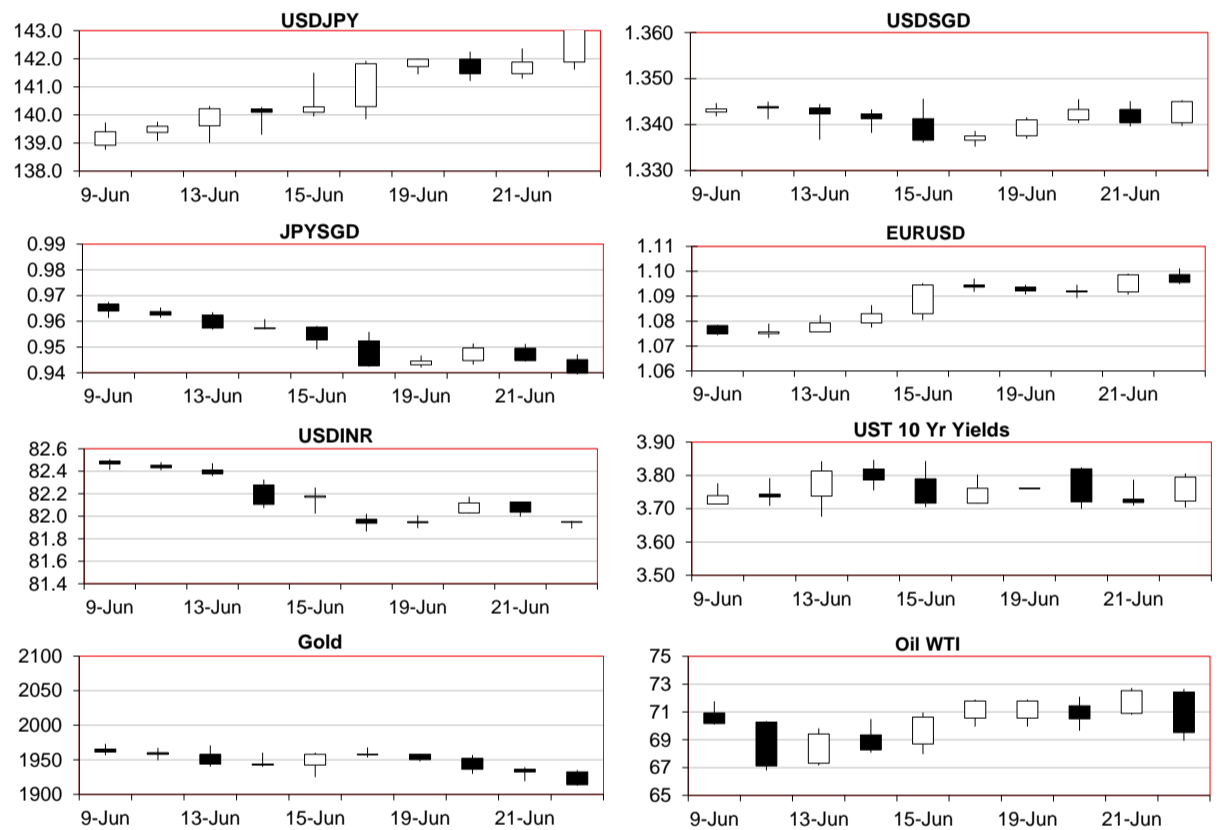 USDJPY
143.0
142.0
141.0
140.0
139.0
138.0
9-Jun 13-Jun 15-Jun 19-Jun 21-Jun
USDSGD
1.360
1.350
1.340
1.330
9-Jun 13-Jun 15-Jun 19-Jun 21-Jun
JPYSGD
0.99
0.98
0.97
0.96
0.95
0.94
9-Jun 13-Jun 15-Jun 19-Jun 21-Jun
EURUSD
1.11
1.10
1.09
1.08
1.07
1.06
9-Jun 13-Jun 15-Jun 19-Jun 21-Jun
USDINR
82.6
82.4
82.2
82.0
81.8
81.6
81.4
9-Jun 13-Jun 15-Jun 19-Jun 21-Jun
UST 10 Yr Yields
3.90
3.80
3.70
3.60
3.50
9-Jun 13-Jun 15-Jun 19-Jun 21-Jun
Gold
2100
2050
2000
1950
1900
9-Jun 13-Jun 15-Jun 19-Jun 21-Jun
Oil WTI
75
73
71
69
67
65
9-Jun 13-Jun 15-Jun 19-Jun 21-Jun